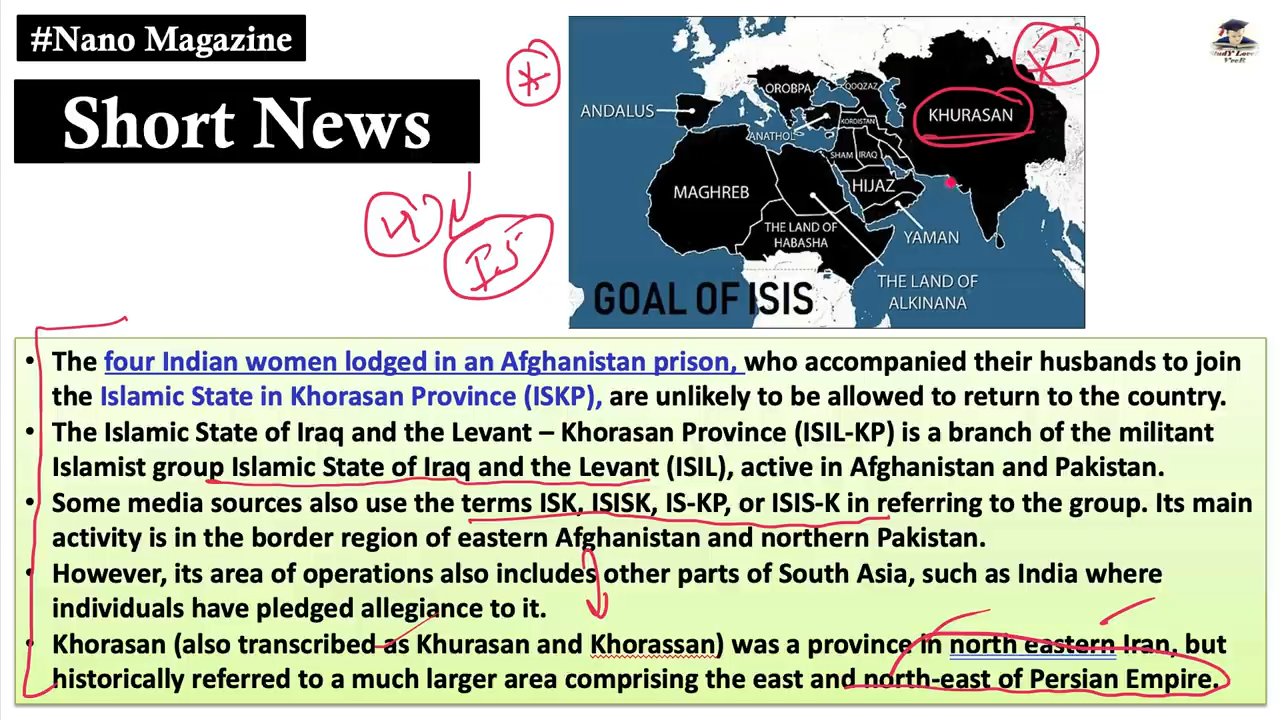 #Nano Magazine
Short News
ANDALUS
OROBPA
QOQZAZ
ANATHOL
KORDISTAN
KHURASAN
SHAM
IRAQ
MAGHREB
HIJAZ
THE LAND OF
HABASHA
YAMAN
THE LAND OF
ALKINANA
GOAL OF ISIS
• The four Indian women lodged in an Afghanistan prison, who accompanied their husbands to join
the Islamic State in Khorasan Province (ISKP), are unlikely to be allowed to return to the country.
• The Islamic State of Iraq and the Levant – Khorasan Province (ISIL-KP) is a branch of the militant
Islamist group Islamic State of Iraq and the Levant (ISIL), active in Afghanistan and Pakistan.
• Some media sources also use the terms ISK, ISISK, IS-KP, or ISIS-K in referring to the group. Its main
activity is in the border region of eastern Afghanistan and northern Pakistan.
• However, its area of operations also includes other parts of South Asia, such as India where
individuals have pledged allegiance to it.
• Khorasan (also transcribed as Khurasan and Khorassan) was a province in north eastern Iran, but
historically referred to a much larger area comprising the east and north-east of Persian Empire.